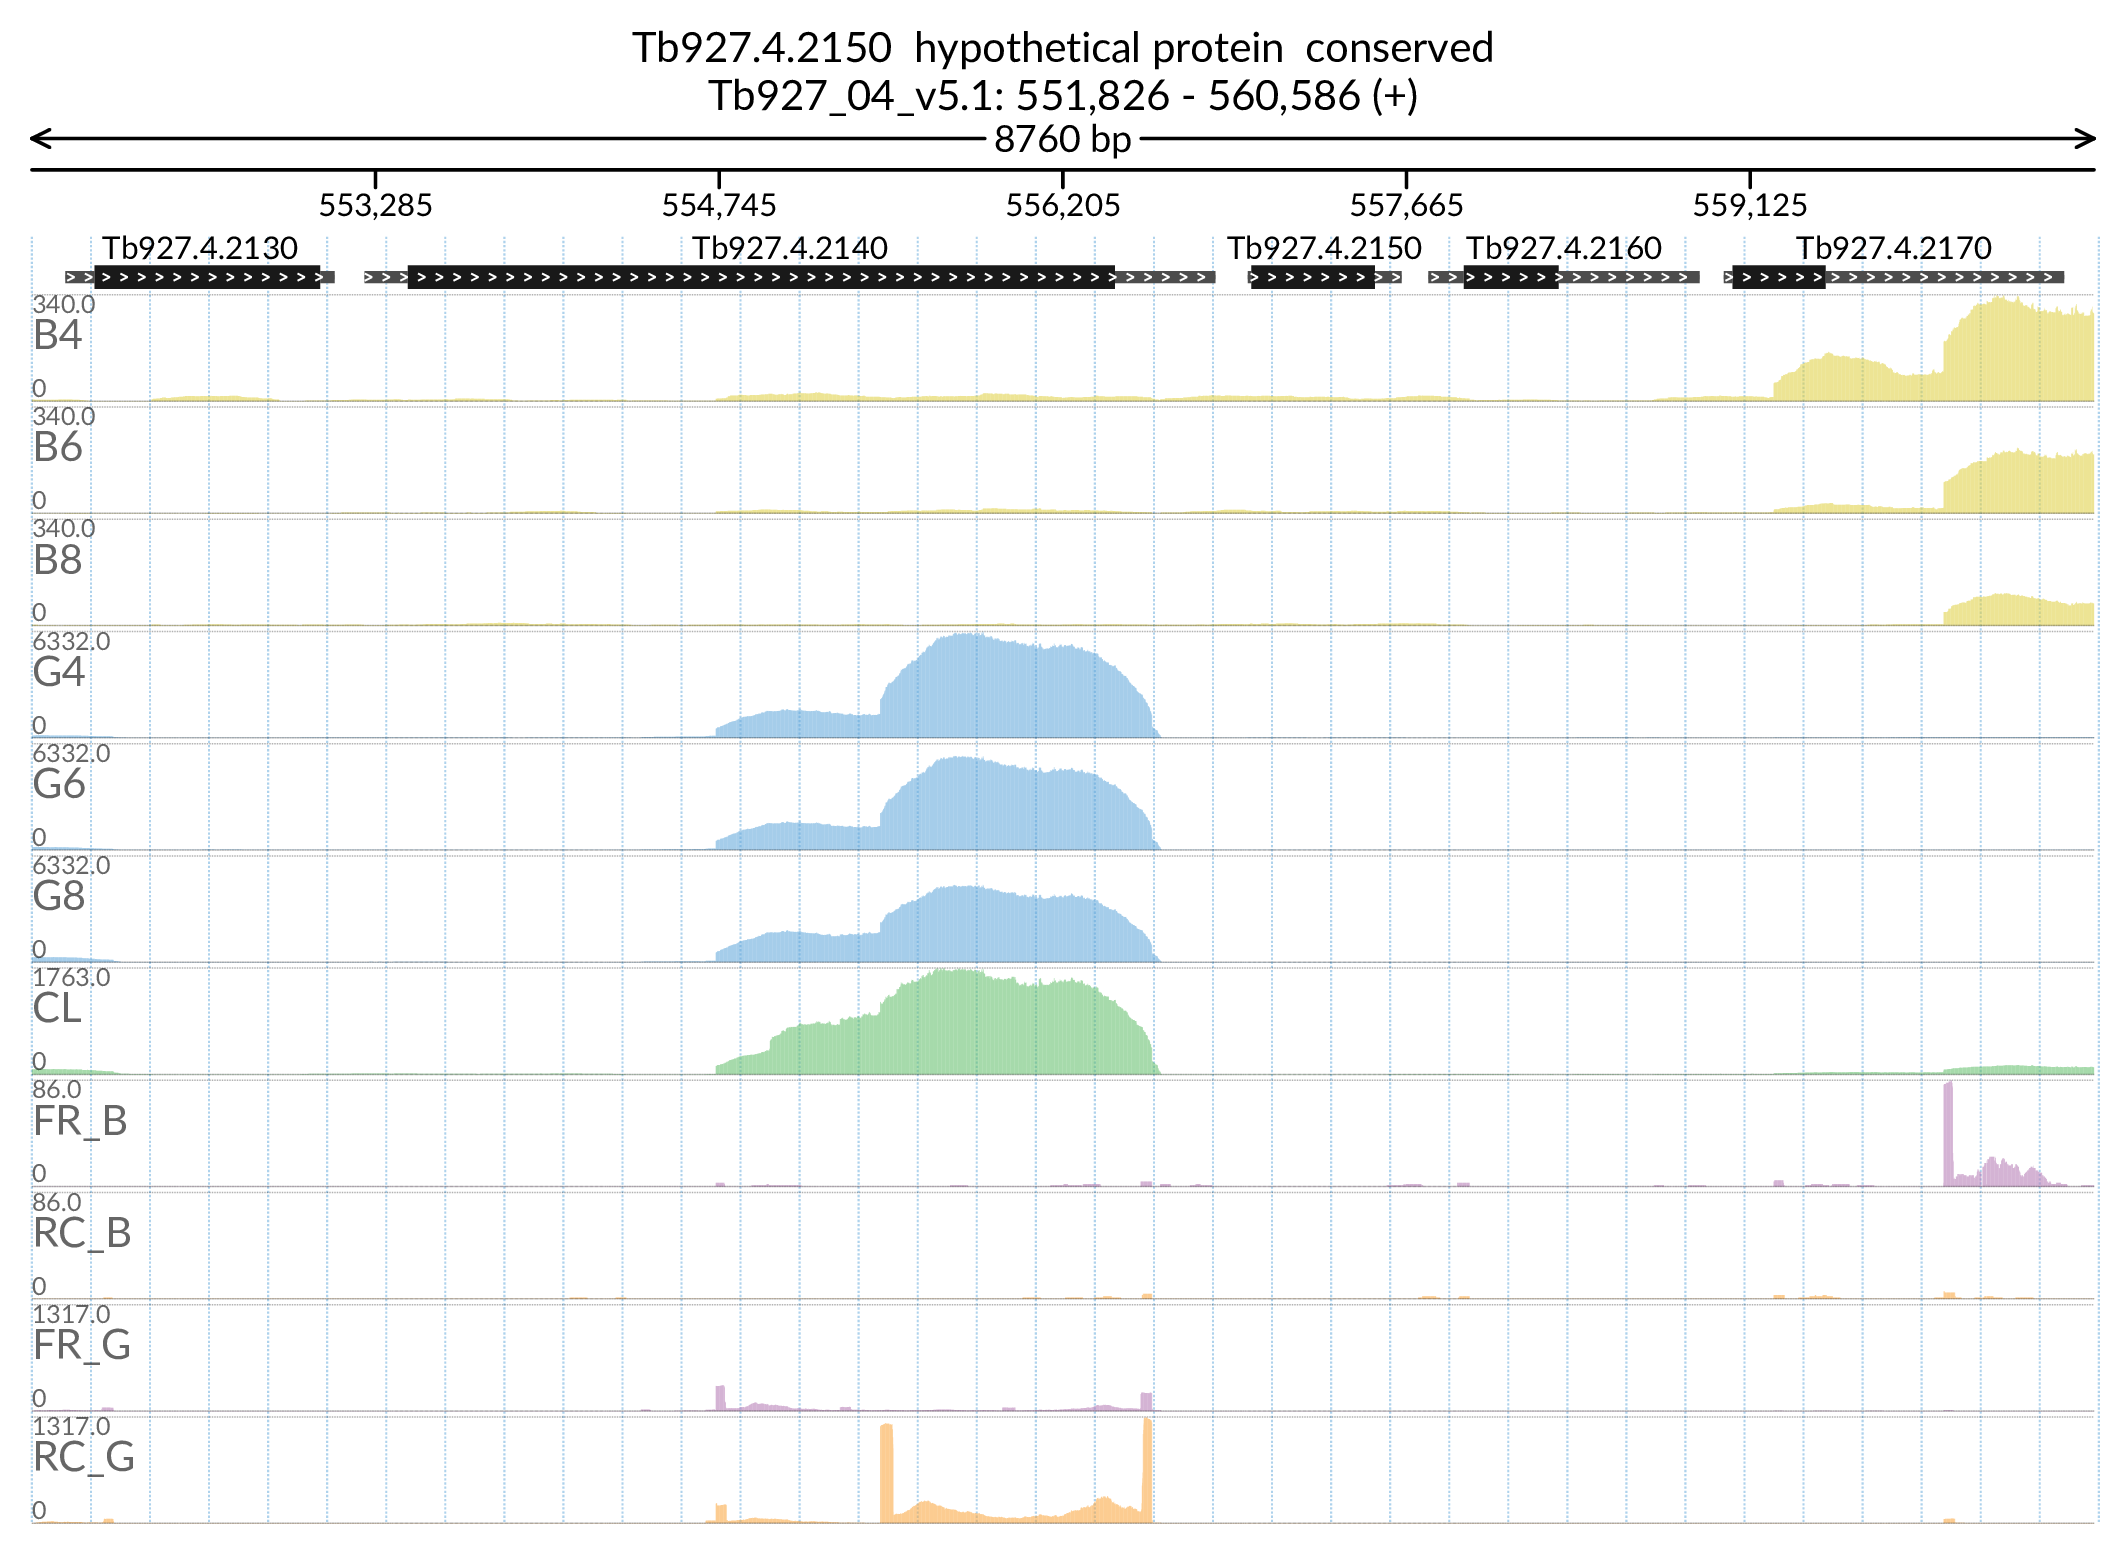 Tb927.4.2150  hypothetical protein  conserved
Tb927_04_v5.1: 551,826 - 560,586 (+)
8760 bp
553,285 554,745 556,205 557,665 559,125
Tb927.4.2130 Tb927.4.2140 Tb927.4.2150 Tb927.4.2160 Tb927.4.2170
340.0
B4
0
340.0
B6
0
340.0
B8
0
6332.0
G4
0
6332.0
G6
0
6332.0
G8
0
1763.0
CL
0
86.0
FR_B
0
86.0
RC_B
0
1317.0
FR_G
0
1317.0
RC_G
0